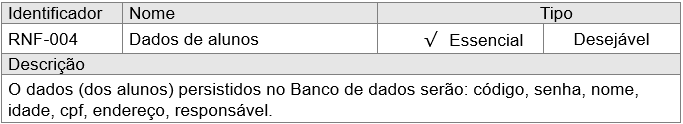 Identificador Nome Tipo
RNF-004 Dados de alunos √ Essencial Desejável
Descrição
O dados (dos alunos) persistidos no Banco de dados serão: código, senha, nome,
idade, cpf, endereço, responsável.